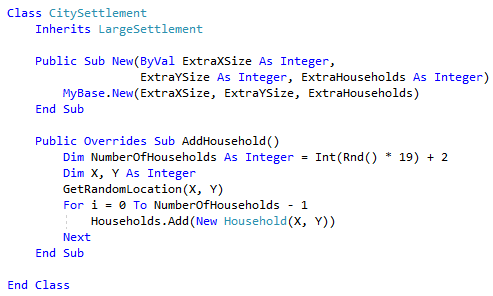 Class CitySettlement
    Inherits LargeSettlement

    Public Sub New(ByVal ExtraXSize As Integer,
                   ExtraYSize As Integer, ExtraHouseholds As Integer)
        MyBase.New(ExtraXSize, ExtraYSize, ExtraHouseholds)
    End Sub

    Public Overrides Sub AddHousehold()
        Dim NumberOfHouseholds As Integer = Int(Rnd() * 19) + 2
        Dim X, Y As Integer
        GetRandomLocation(X, Y)
        For i = 0 To NumberOfHouseholds - 1
            Households.Add(New Household(X, Y))
        Next
    End Sub

End Class